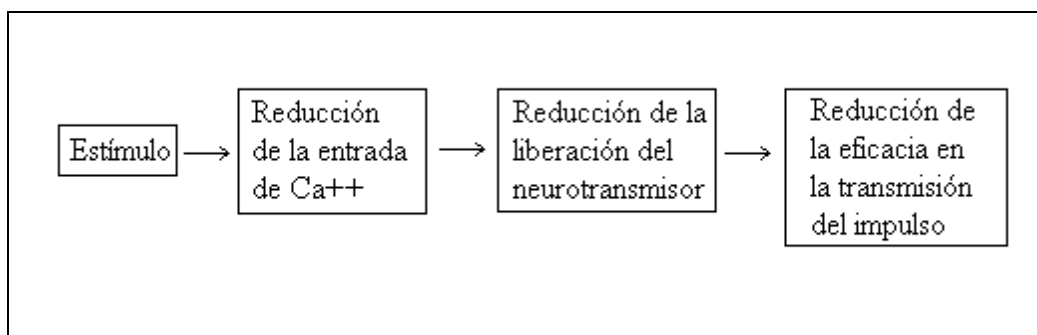 Estímulo
Reducción
de la entrada
de Ca++
Reducción de la
liberación del
neurotransmisor
Reducción de
la eficacia en
la transmisión
del impulso